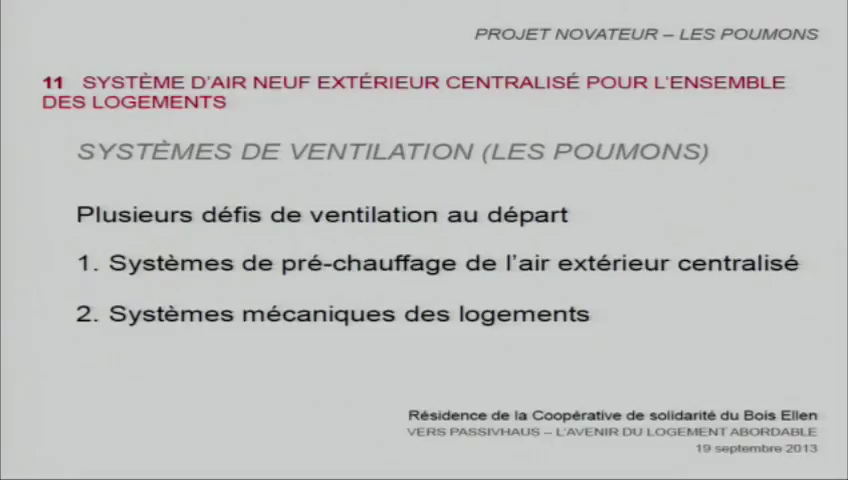 PROJET NOVATEUR – LES POUMONS
11 SYSTÈME D'AIR NEUF EXTÉRIEUR CENTRALISÉ POUR L'ENSEMBLE
DES LOGEMENTS
SYSTÈMES DE VENTILATION (LES POUMONS)
Plusieurs défis de ventilation au départ
1. Systèmes de pré-chauffage de l'air extérieur centralisé
2. Systèmes mécaniques des logements
Résidence de la Coopérative de solidarité du Bois Ellen
VERS PASSIVHAUS – L'AVENIR DU LOGEMENT ABORDABLE
19 septembre 2013